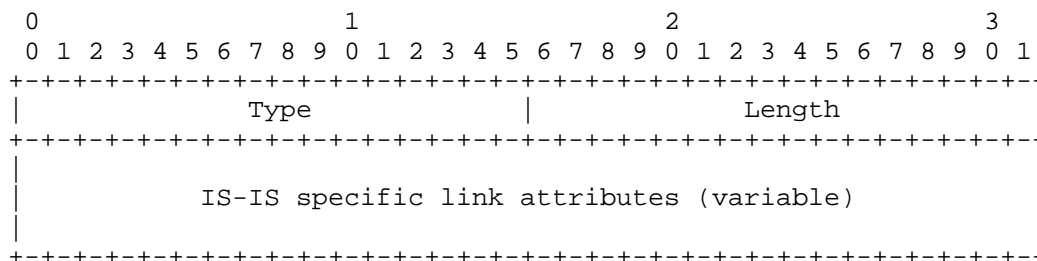 0                   1                   2                   3
 0 1 2 3 4 5 6 7 8 9 0 1 2 3 4 5 6 7 8 9 0 1 2 3 4 5 6 7 8 9 0 1
+-+-+-+-+-+-+-+-+-+-+-+-+-+-+-+-+-+-+-+-+-+-+-+-+-+-+-+-+-+-+-+-
|              Type             |             Length
+-+-+-+-+-+-+-+-+-+-+-+-+-+-+-+-+-+-+-+-+-+-+-+-+-+-+-+-+-+-+-+-
|
|           IS-IS specific link attributes (variable)
|
+-+-+-+-+-+-+-+-+-+-+-+-+-+-+-+-+-+-+-+-+-+-+-+-+-+-+-+-+-+-+-+-